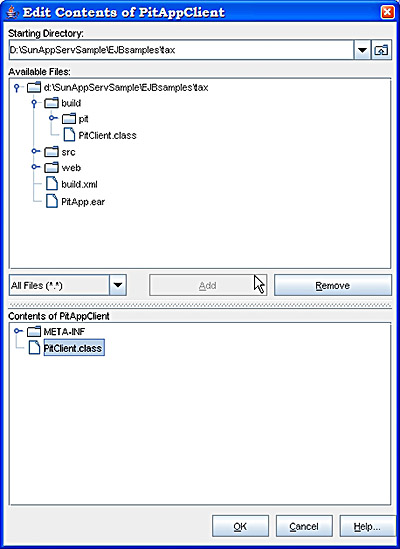 Edit Contents of PitAppClient
Starting Directory:
D:\SunAppServSample\EJBsamples\tax
Available Files:
d:\SunAppServSample\EJBsamples\tax
build
pit
PitClient.class
src
web
build.xml
PitApp.ear
All Files (*.*)
Add
Remove
Contents of PitAppClient
META-INF
PitClient.class
OK
Cancel
Help...